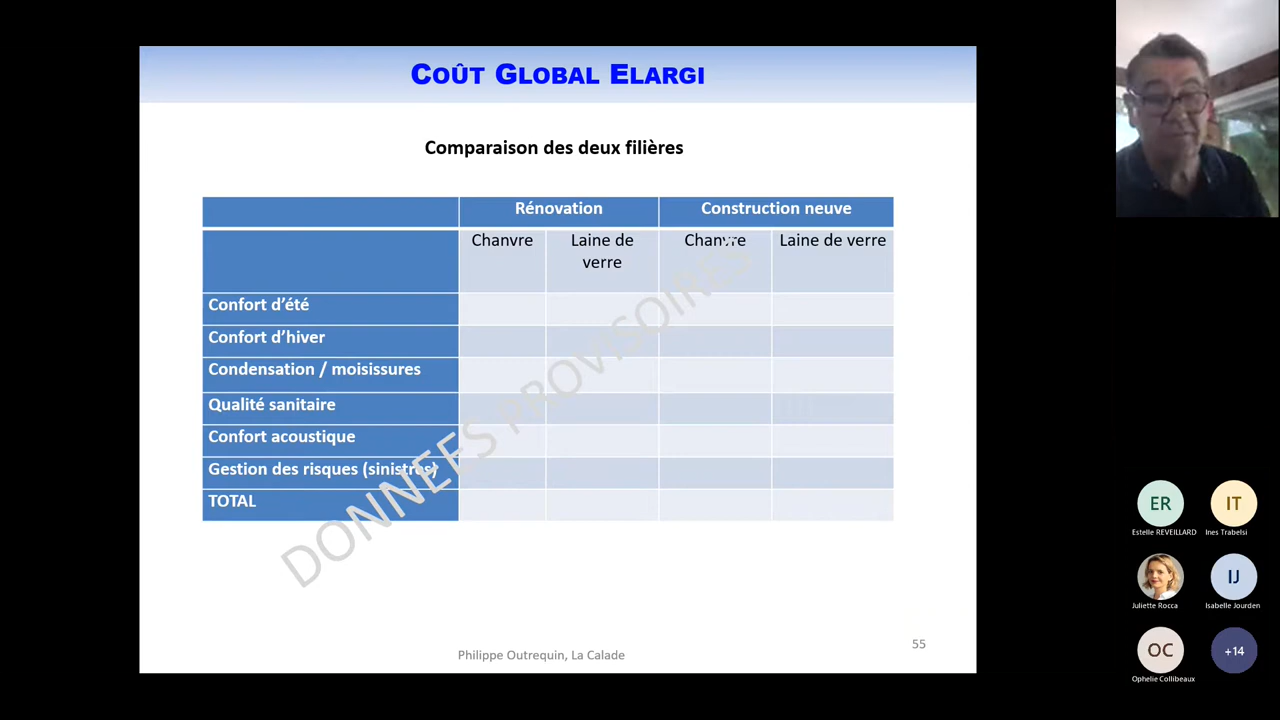 COÛT GLOBAL ELARGI
Comparaison des deux filières
Rénovation Construction neuve
Chanvre Laine de verre Chanvre Laine de verre
Confort d'été
Confort d'hiver
Condensation / moisissures
Qualité sanitaire
Confort acoustique
Gestion des risques (sinistres)
TOTAL
DONNEES PROVISOIRES
Philippe Outrequin, La Calade
55
ER IT
Estelle REVEILLARD Ines Trabelsi
IJ
Juliette Rocca Isabelle Jourden
OC +14
Ophelie Collibeaux